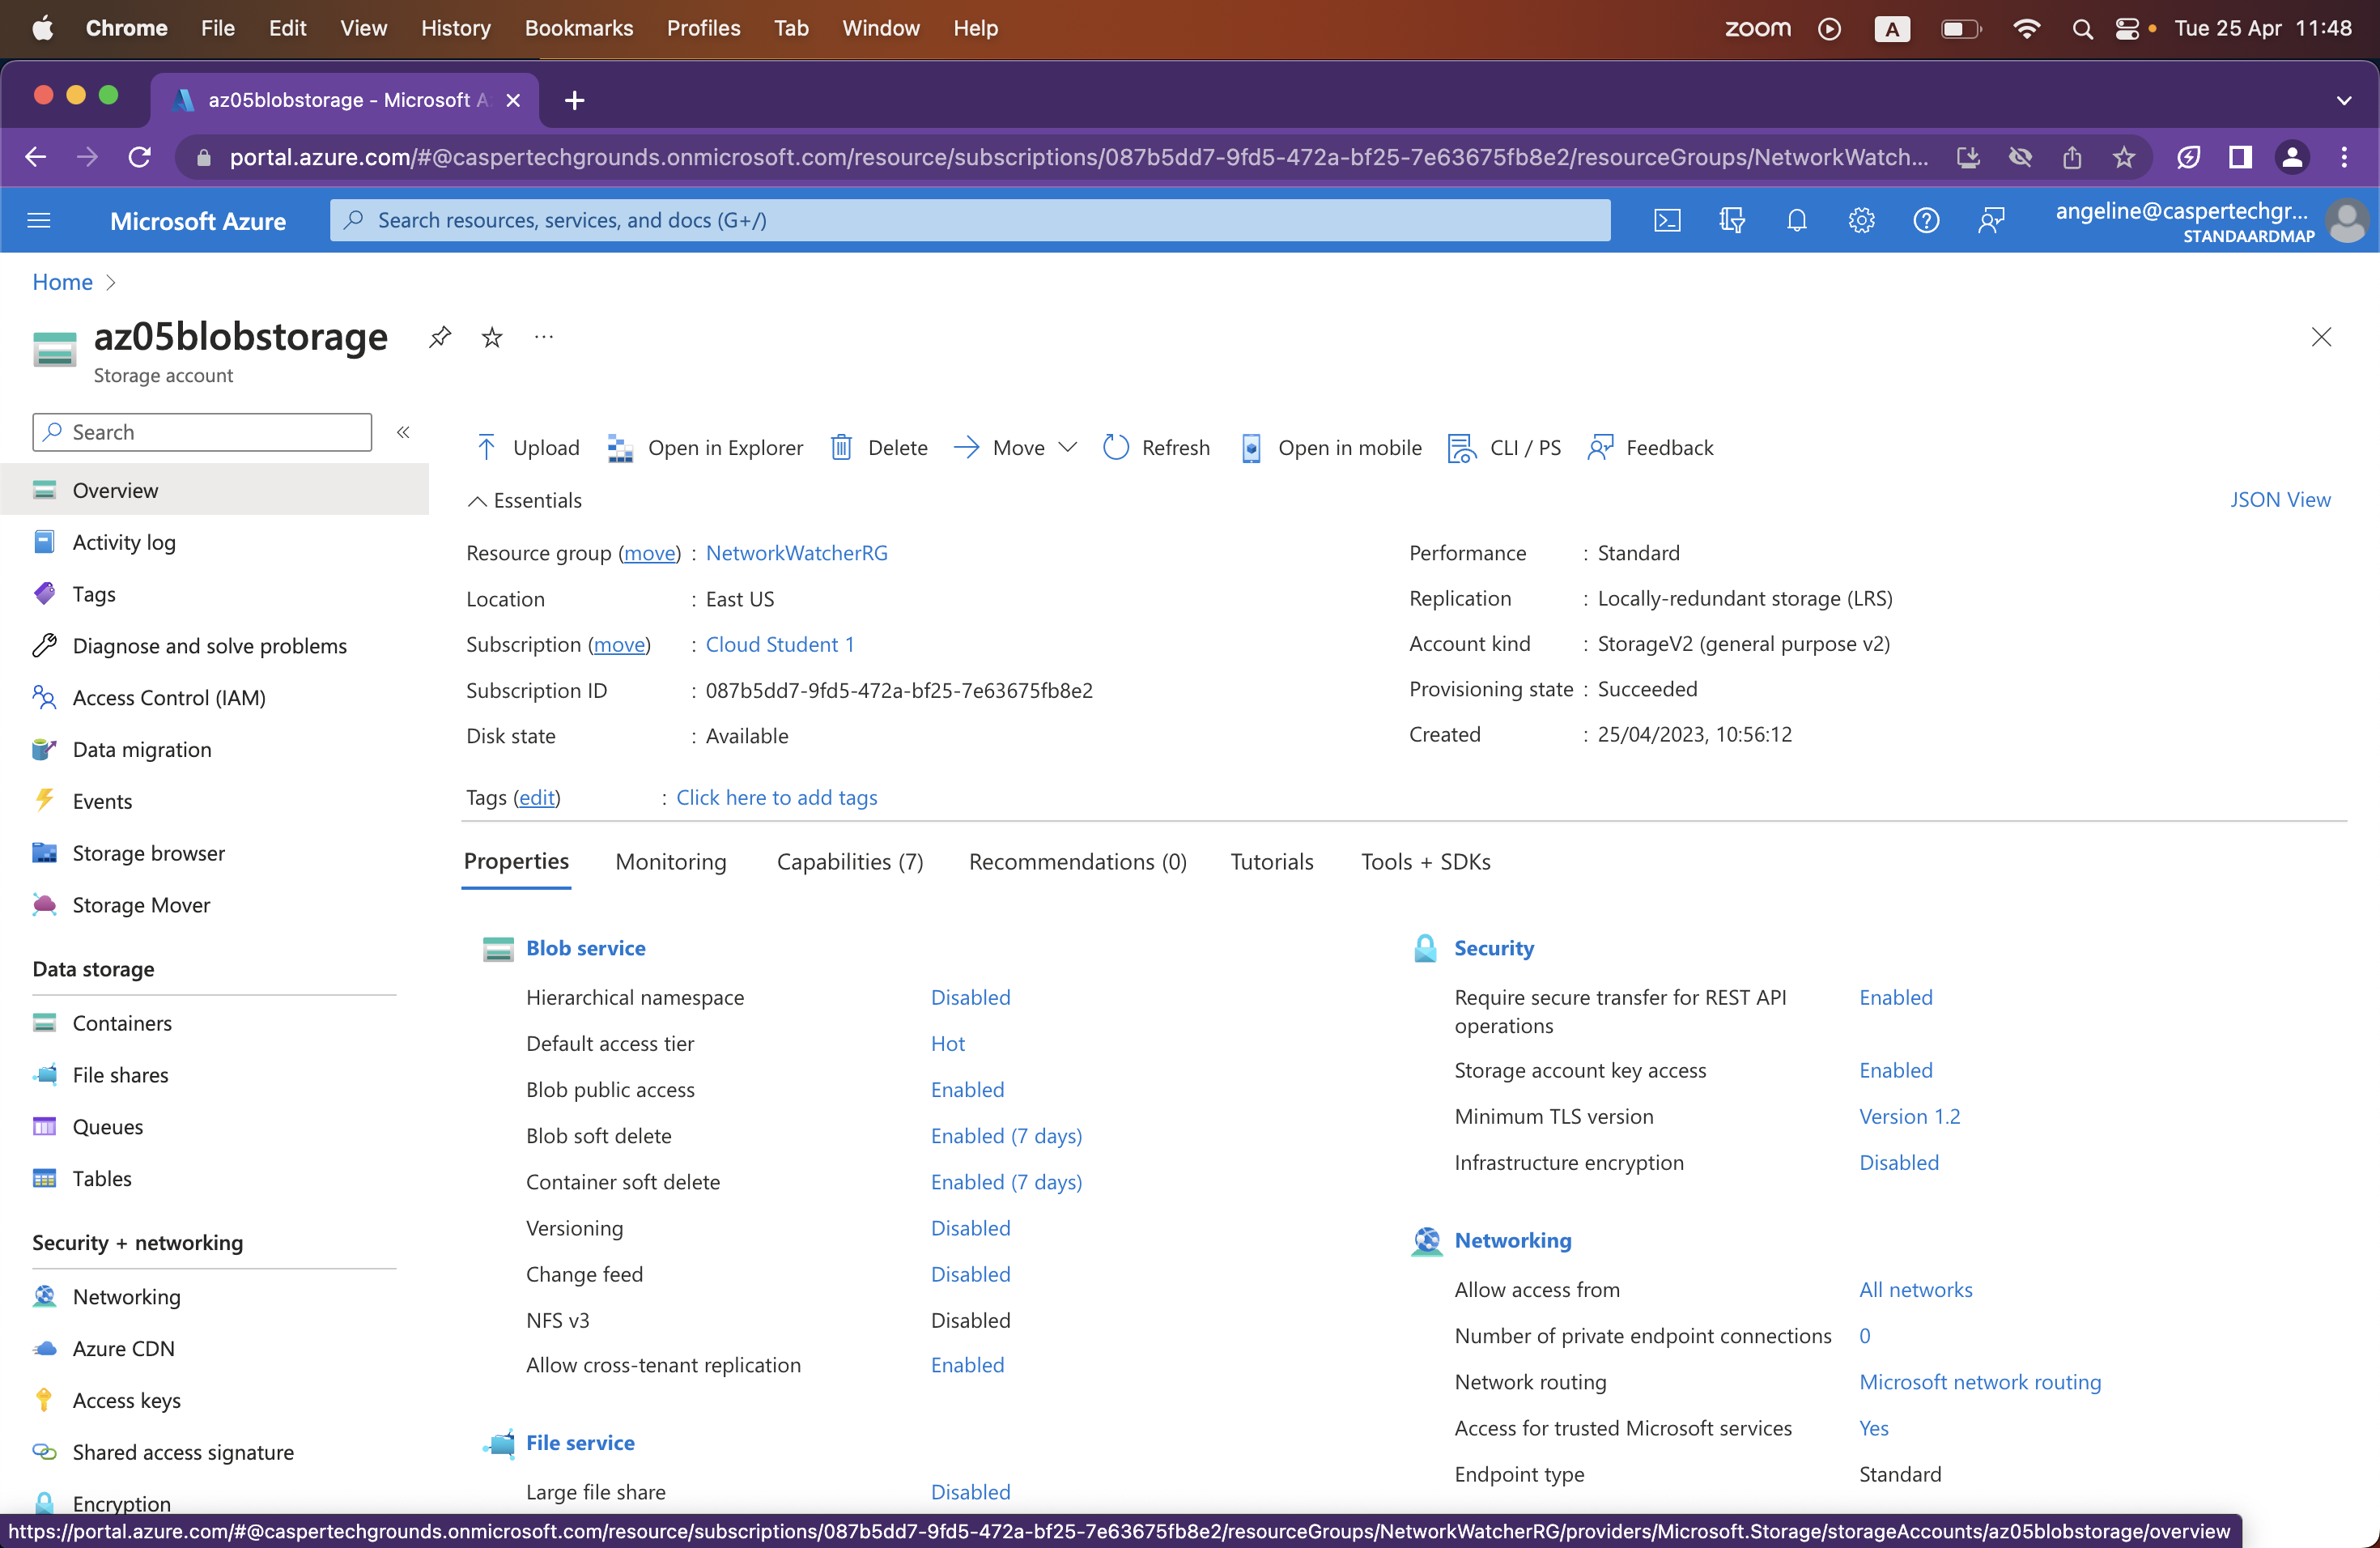 Chrome File Edit View History Bookmarks Profiles Tab Window Help zoom A Tue 25 Apr 11:48
az05blobstorage - Microsoft A
portal.azure.com/#@caspertechgrounds.onmicrosoft.com/resource/subscriptions/087b5dd7-9fd5-472a-bf25-7e63675fb8e2/resourceGroups/NetworkWatch...
Microsoft Azure Search resources, services, and docs (G+/) angeline@caspertechgr...
STANDAARDMAP
Home
az05blobstorage ...
Storage account
Search
Overview
Activity log
Tags
Diagnose and solve problems
Access Control (IAM)
Data migration
Events
Storage browser
Storage Mover
Data storage
Containers
File shares
Queues
Tables
Security + networking
Networking
Azure CDN
Access keys
Shared access signature
Encryption
Upload Open in Explorer Delete Move Refresh Open in mobile CLI / PS Feedback
Essentials JSON View
Resource group (move) : NetworkWatcherRG
Location : East US
Subscription (move) : Cloud Student 1
Subscription ID : 087b5dd7-9fd5-472a-bf25-7e63675fb8e2
Disk state : Available
Performance : Standard
Replication : Locally-redundant storage (LRS)
Account kind : StorageV2 (general purpose v2)
Provisioning state : Succeeded
Created : 25/04/2023, 10:56:12
Tags (edit) : Click here to add tags
Properties Monitoring Capabilities (7) Recommendations (0) Tutorials Tools + SDKs
Blob service
Hierarchical namespace Disabled
Default access tier Hot
Blob public access Enabled
Blob soft delete Enabled (7 days)
Container soft delete Enabled (7 days)
Versioning Disabled
Change feed Disabled
NFS v3 Disabled
Allow cross-tenant replication Enabled
File service
Large file share Disabled
Security
Require secure transfer for REST API Enabled
operations
Storage account key access Enabled
Minimum TLS version Version 1.2
Infrastructure encryption Disabled
Networking
Allow access from All networks
Number of private endpoint connections 0
Network routing Microsoft network routing
Access for trusted Microsoft services Yes
Endpoint type Standard
https://portal.azure.com/#@caspertechgrounds.onmicrosoft.com/resource/subscriptions/087b5dd7-9fd5-472a-bf25-7e63675fb8e2/resourceGroups/NetworkWatcherRG/providers/Microsoft.Storage/storageAccounts/az05blobstorage/overview